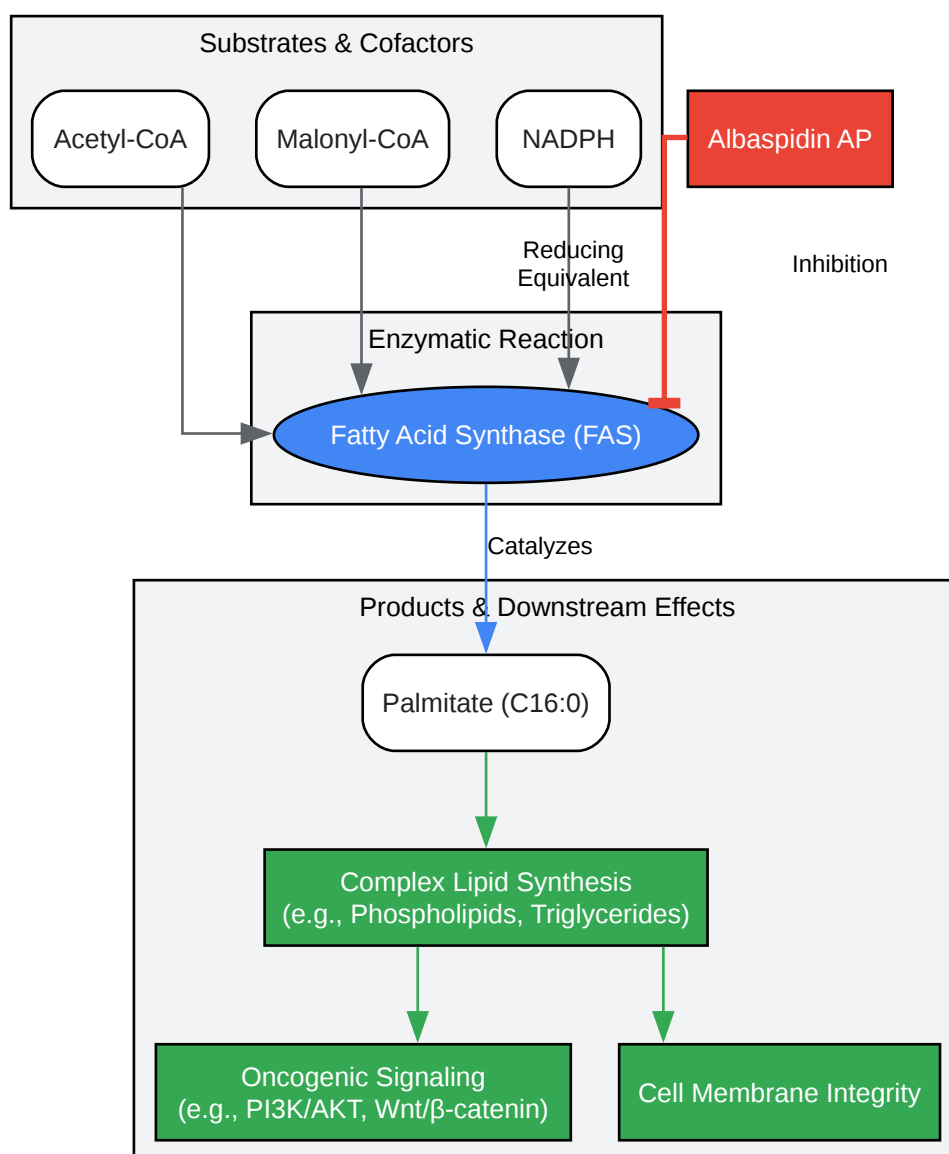 Substrates & Cofactors
Acetyl-CoA
Malonyl-CoA
NADPH
Albaspidin AP
Reducing
Equivalent
Inhibition
Enzymatic Reaction
Fatty Acid Synthase (FAS)
Catalyzes
Products & Downstream Effects
Palmitate (C16:0)
Complex Lipid Synthesis
(e.g., Phospholipids, Triglycerides)
Oncogenic Signaling
(e.g., PI3K/AKT, Wnt/β-catenin)
Cell Membrane Integrity